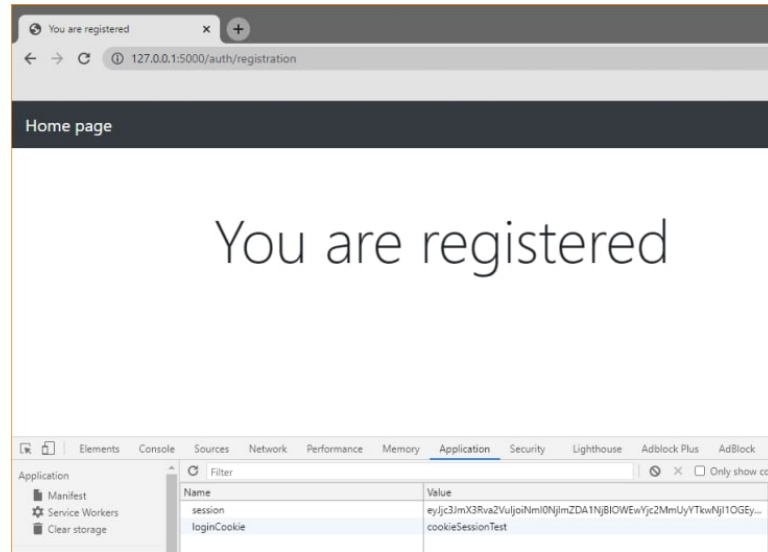 You are registered
127.0.0.1:5000/auth/registration
Home page
You are registered
Elements Console Sources Network Performance Memory Application Security Lighthouse Adblock Plus AdBlock
Application
Filter
Only show co
Manifest
Service Workers
Clear storage
Name Value
session
loginCookie cookieSessionTest